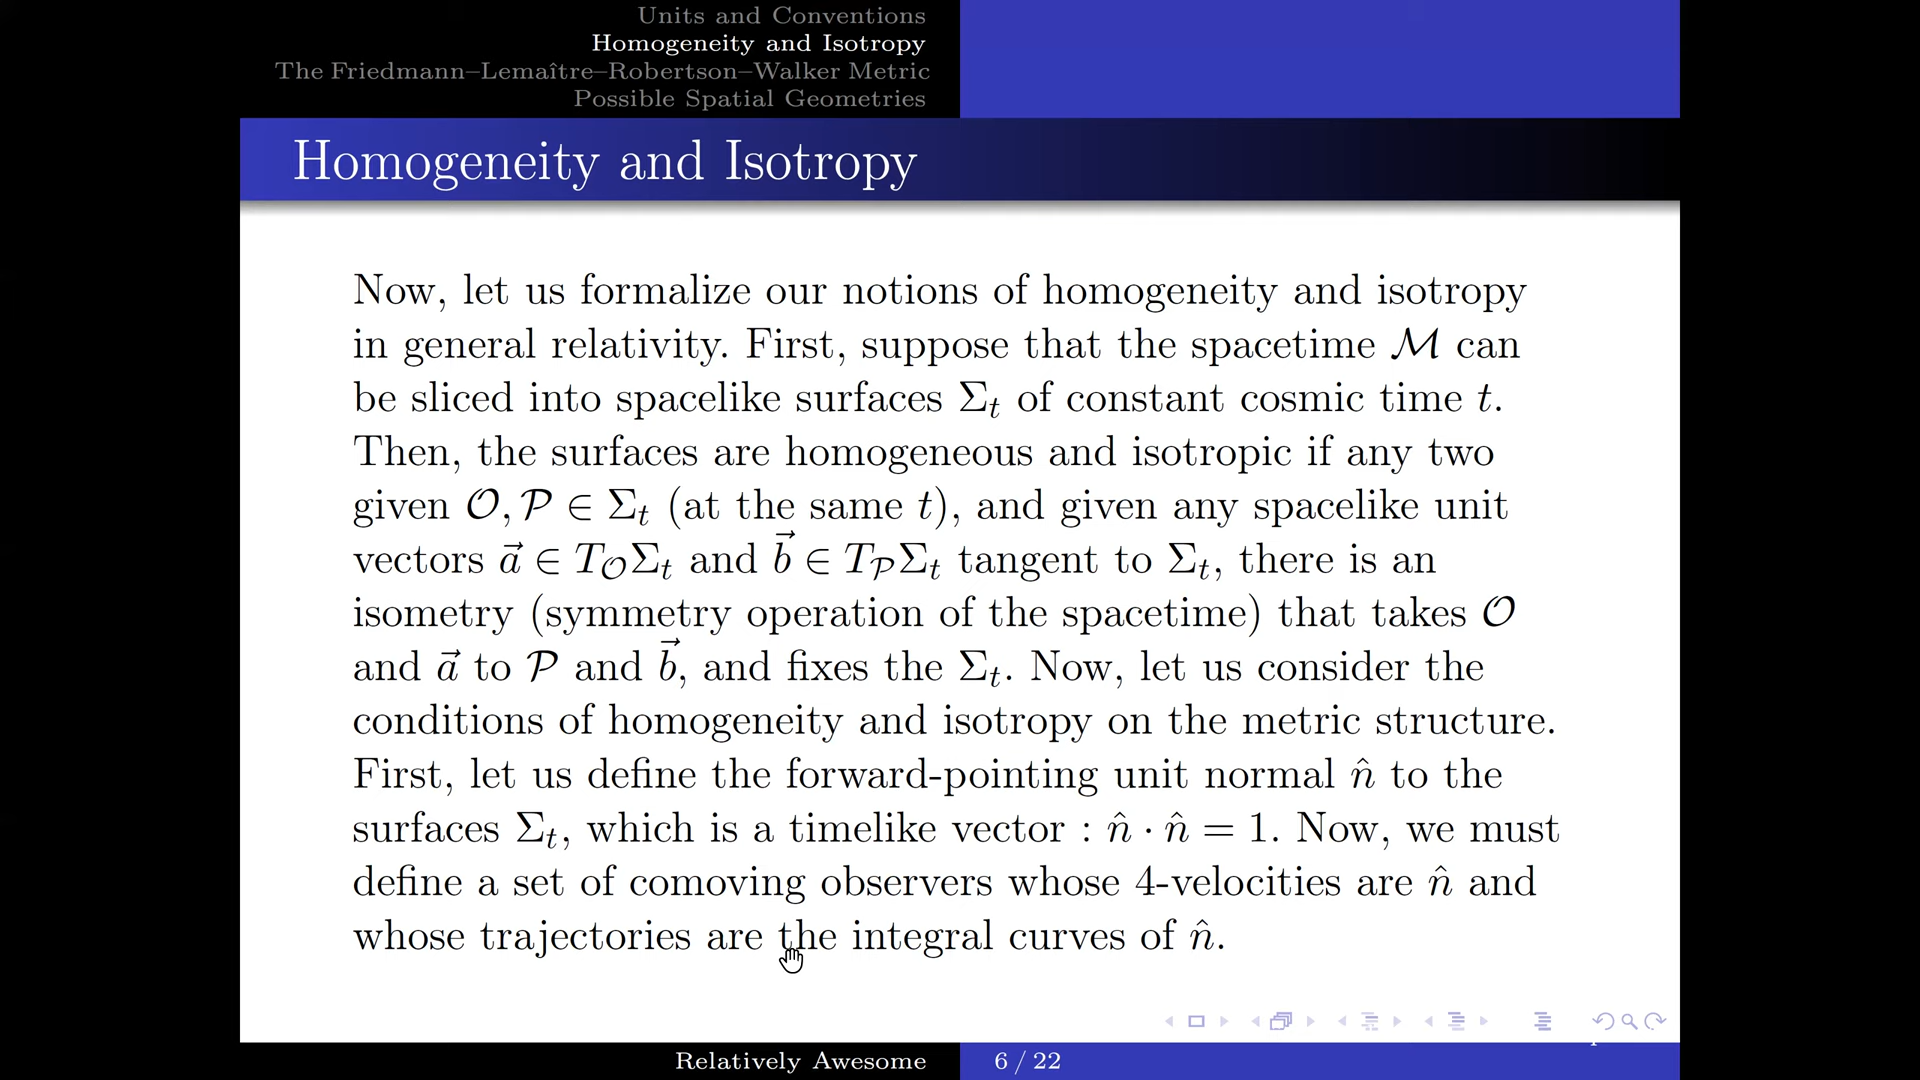 Units and Conventions
Homogeneity and Isotropy
The Friedmann–Lemaître–Robertson–Walker Metric
Possible Spatial Geometries
Homogeneity and Isotropy
Now, let us formalize our notions of homogeneity and isotropy
in general relativity. First, suppose that the spacetime ℳ can
be sliced into spacelike surfaces Σₜ of constant cosmic time t.
Then, the surfaces are homogeneous and isotropic if any two
given 𝒪, 𝒫 ∈ Σₜ (at the same t), and given any spacelike unit
vectors a⃗ ∈ T_𝒪Σₜ and b⃗ ∈ T_𝒫Σₜ tangent to Σₜ, there is an
isometry (symmetry operation of the spacetime) that takes 𝒪
and a⃗ to 𝒫 and b⃗, and fixes the Σₜ. Now, let us consider the
conditions of homogeneity and isotropy on the metric structure.
First, let us define the forward-pointing unit normal n̂ to the
surfaces Σₜ, which is a timelike vector : n̂ · n̂ = 1. Now, we must
define a set of comoving observers whose 4-velocities are n̂ and
whose trajectories are the integral curves of n̂.
Relatively Awesome
6 / 22